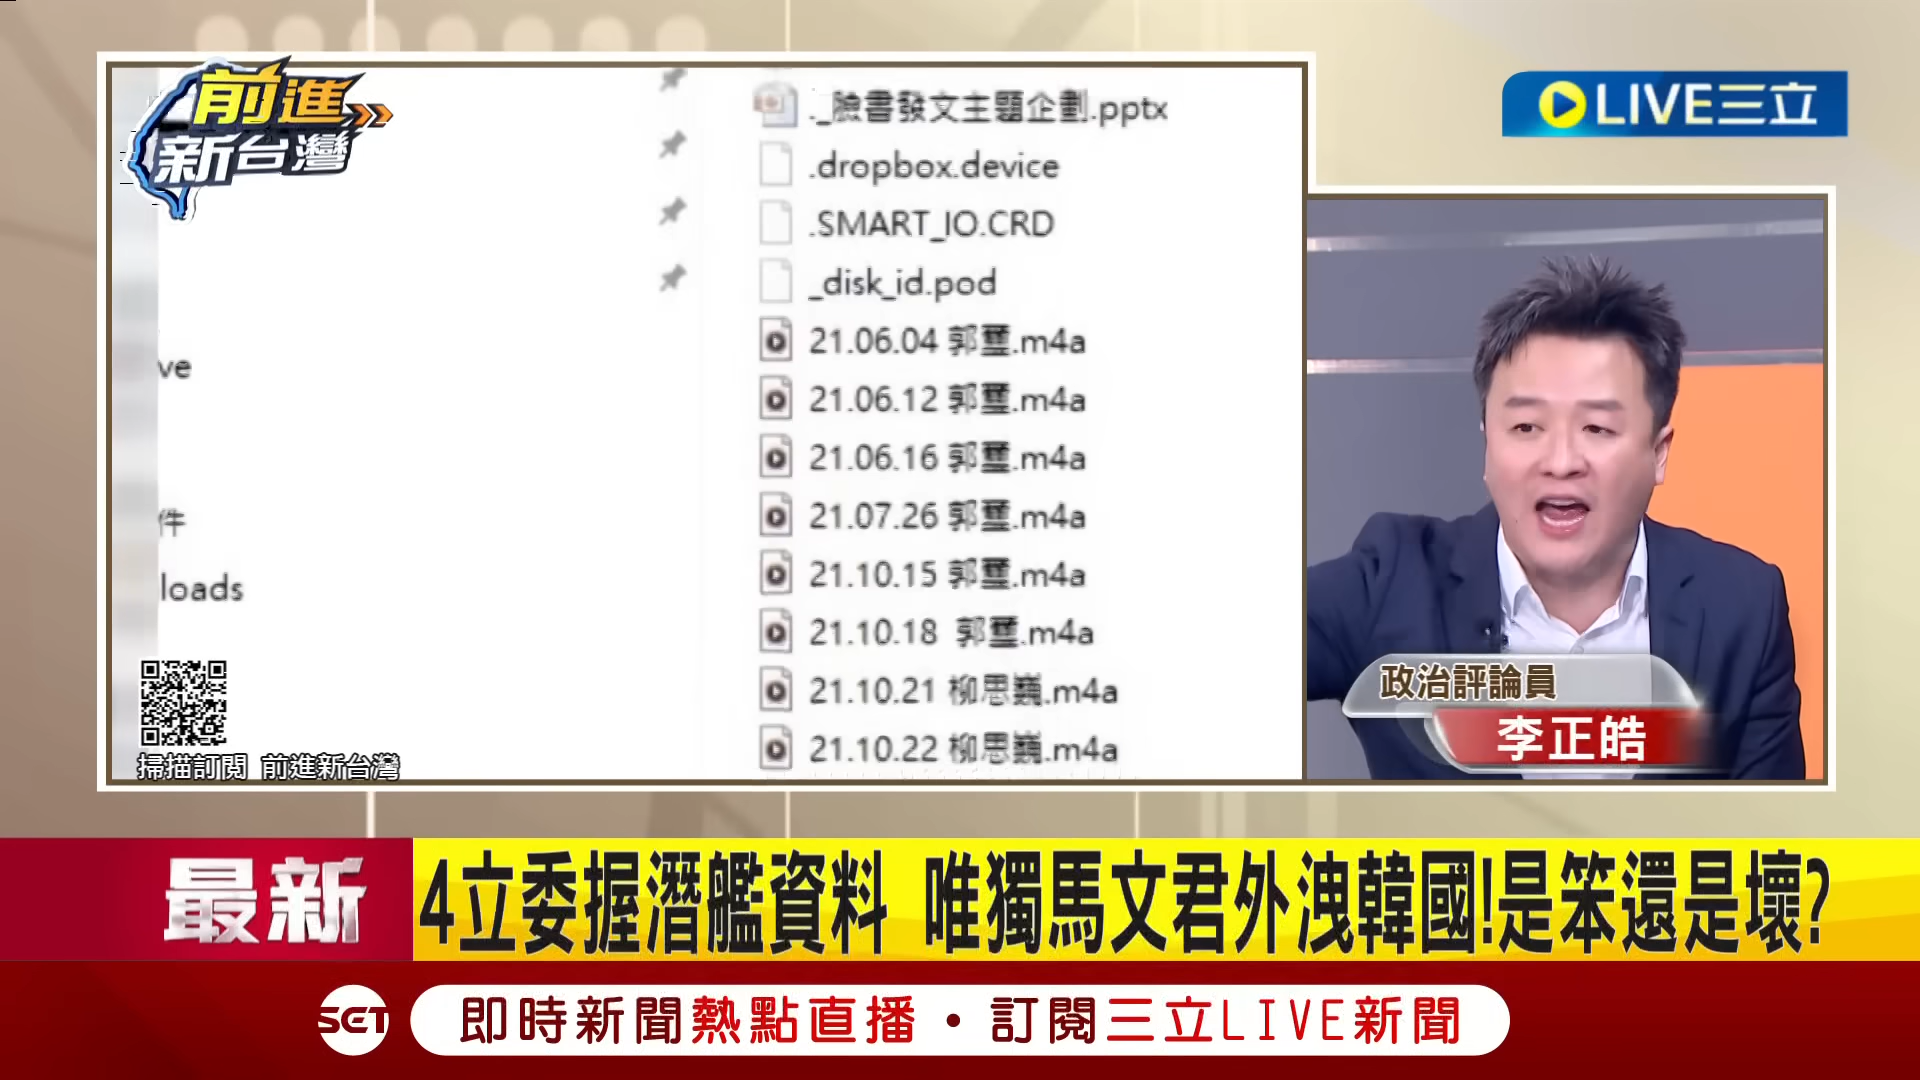 前進
新台灣
LIVE三立
._臉書發文主題企劃.pptx
.dropbox.device
.SMART_IO.CRD
_disk_id.pod
21.06.04 郭璽.m4a
21.06.12 郭璽.m4a
21.06.16 郭璽.m4a
21.07.26 郭璽.m4a
21.10.15 郭璽.m4a
21.10.18 郭璽.m4a
21.10.21 柳思巍.m4a
21.10.22 柳思巍.m4a
ve
件
loads
掃描訂閱 前進新台灣
政治評論員
李正皓
最新
4立委握潛艦資料 唯獨馬文君外洩韓國!是笨還是壞?
SET
即時新聞熱點直播・訂閱三立LIVE新聞